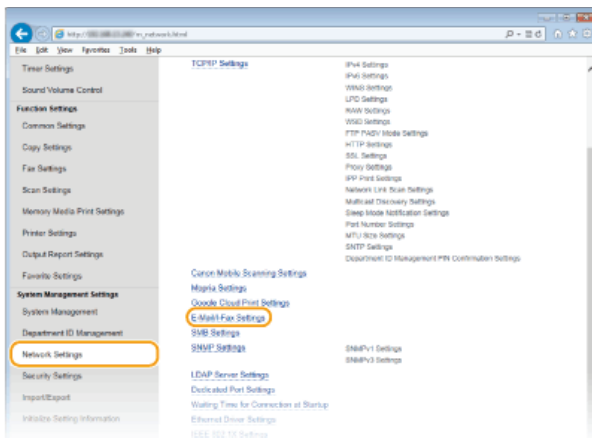 http:// /m_network.html
File Edit View Favorites Tools Help
Timer Settings
Sound Volume Control
Function Settings
Common Settings
Copy Settings
Fax Settings
Scan Settings
Memory Media Print Settings
Printer Settings
Output Report Settings
Favorite Settings
System Management Settings
System Management
Department ID Management
Network Settings
Security Settings
Import/Export
Initialize Setting Information
TCP/IP Settings
IPv4 Settings
IPv6 Settings
WINS Settings
LPD Settings
RAW Settings
WSD Settings
FTP PASV Mode Settings
HTTP Settings
SSL Settings
Proxy Settings
IPP Print Settings
Network Link Scan Settings
Multicast Discovery Settings
Sleep Mode Notification Settings
Port Number Settings
MTU Size Settings
SNTP Settings
Department ID Management PIN Confirmation Settings
Canon Mobile Scanning Settings
Mopria Settings
Google Cloud Print Settings
E-Mail/I-Fax Settings
SMB Settings
SNMP Settings
SNMPv1 Settings
SNMPv3 Settings
LDAP Server Settings
Dedicated Port Settings
Waiting Time for Connection at Startup
Ethernet Driver Settings
IEEE 802.1X Settings